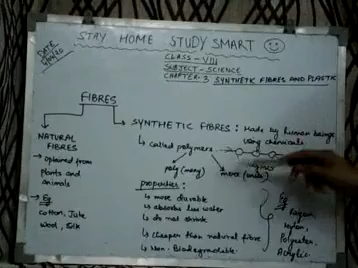 STAY HOME STUDY SMART
DATE
CLASS - VIII
SUBJECT - SCIENCE
CHAPTER: 3 SYNTHETIC FIBRES AND PLASTIC
FIBRES
NATURAL FIBRES
→ obtained from
Plants and
animals
→ Eg
Cotton, Jute
Wool, Silk
SYNTHETIC FIBRES : Made by human beings
using chemicals
↳ called polymers
poly (many)
mers (units)
properties :
↳ more durable
↳ absorbs less water
↳ do not shrink
↳ cheaper than natural fibre
↳ Non-Biodegradable
Eg
Rayon,
Nylon,
Polyester,
Acrylic